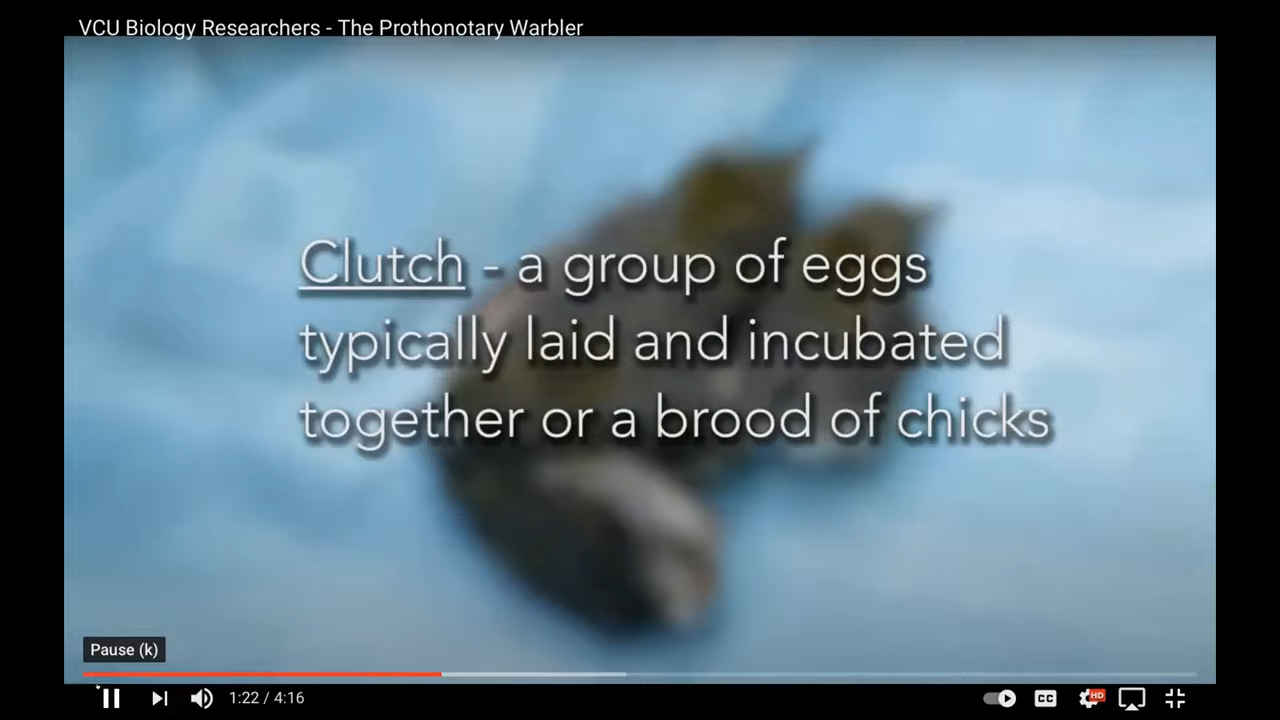 VCU Biology Researchers - The Prothonotary Warbler
Clutch - a group of eggs
typically laid and incubated
together or a brood of chicks
Pause (k)
1:22 / 4:16
CC
HD